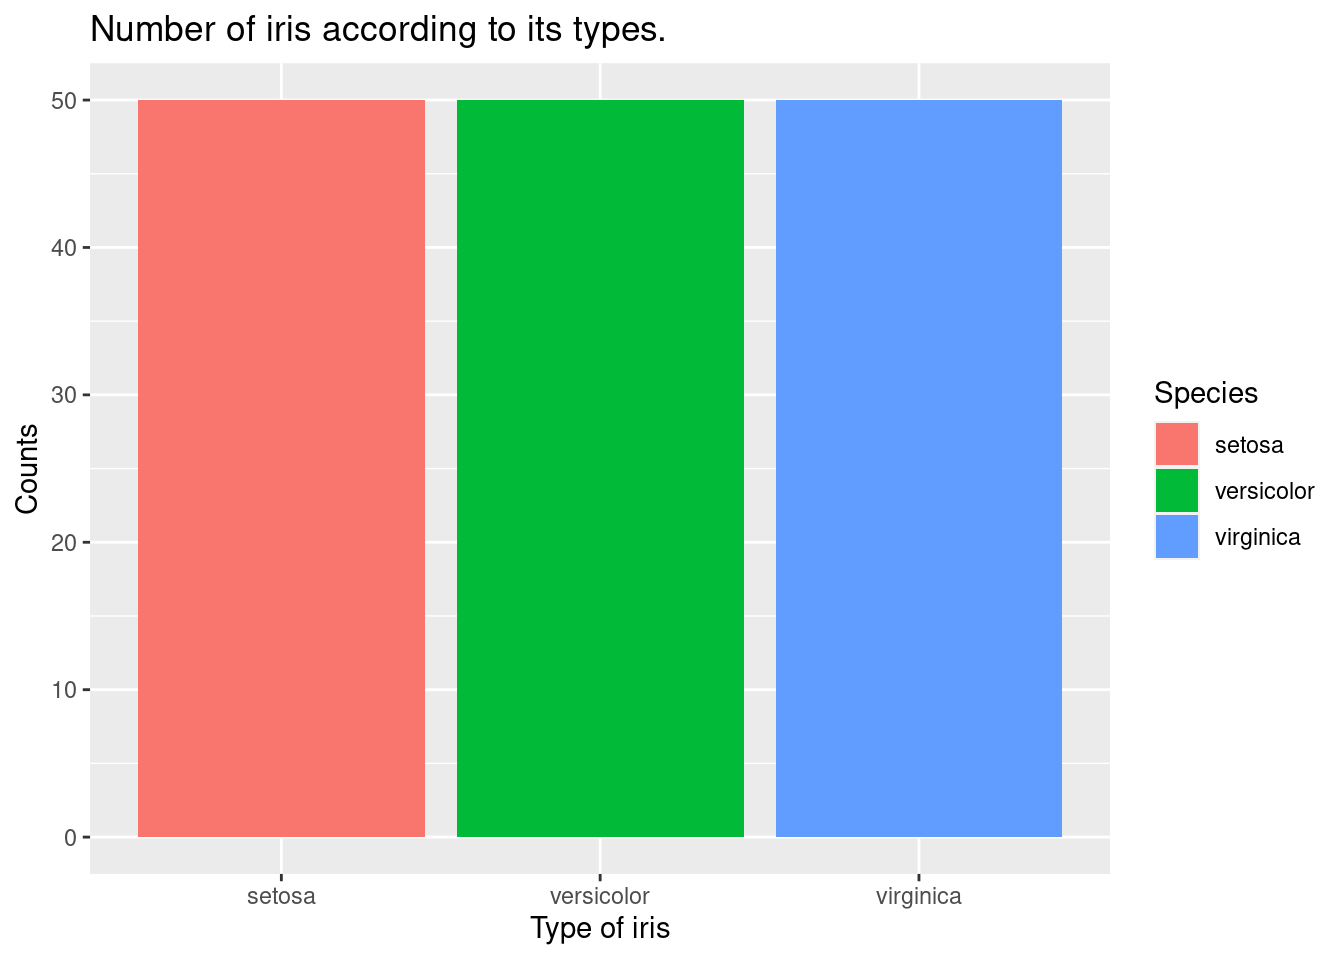 Number of iris according to its types.
50
40
30
20
10
0
Counts
setosa
versicolor
virginica
Type of iris
Species
setosa
versicolor
virginica